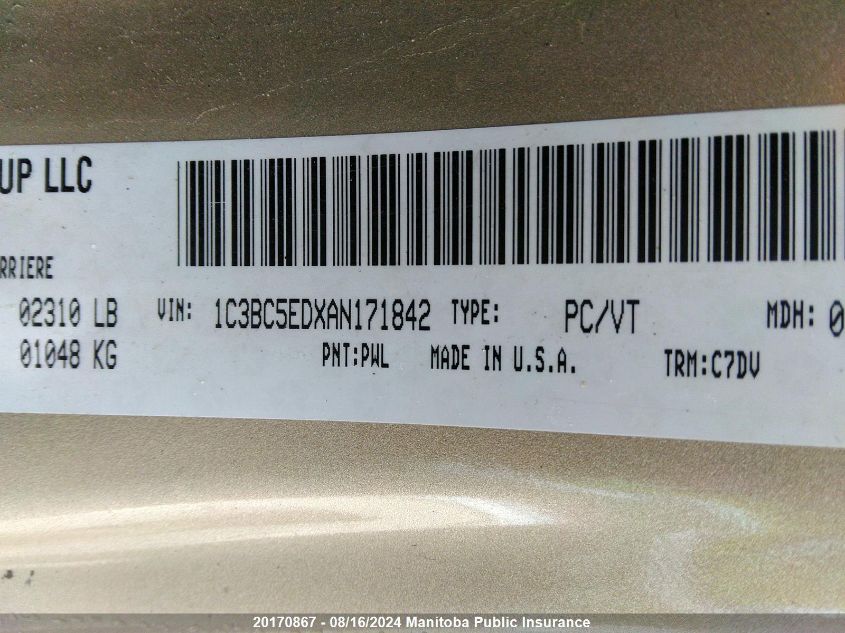 UP LLC
RRIERE
02310 LB VIN: 1C3BC5EDXAN171842 TYPE: PC/VT MDH: 0
01048 KG PNT:PWL MADE IN U.S.A. TRM:C7DV
20170867 - 08/16/2024 Manitoba Public Insurance